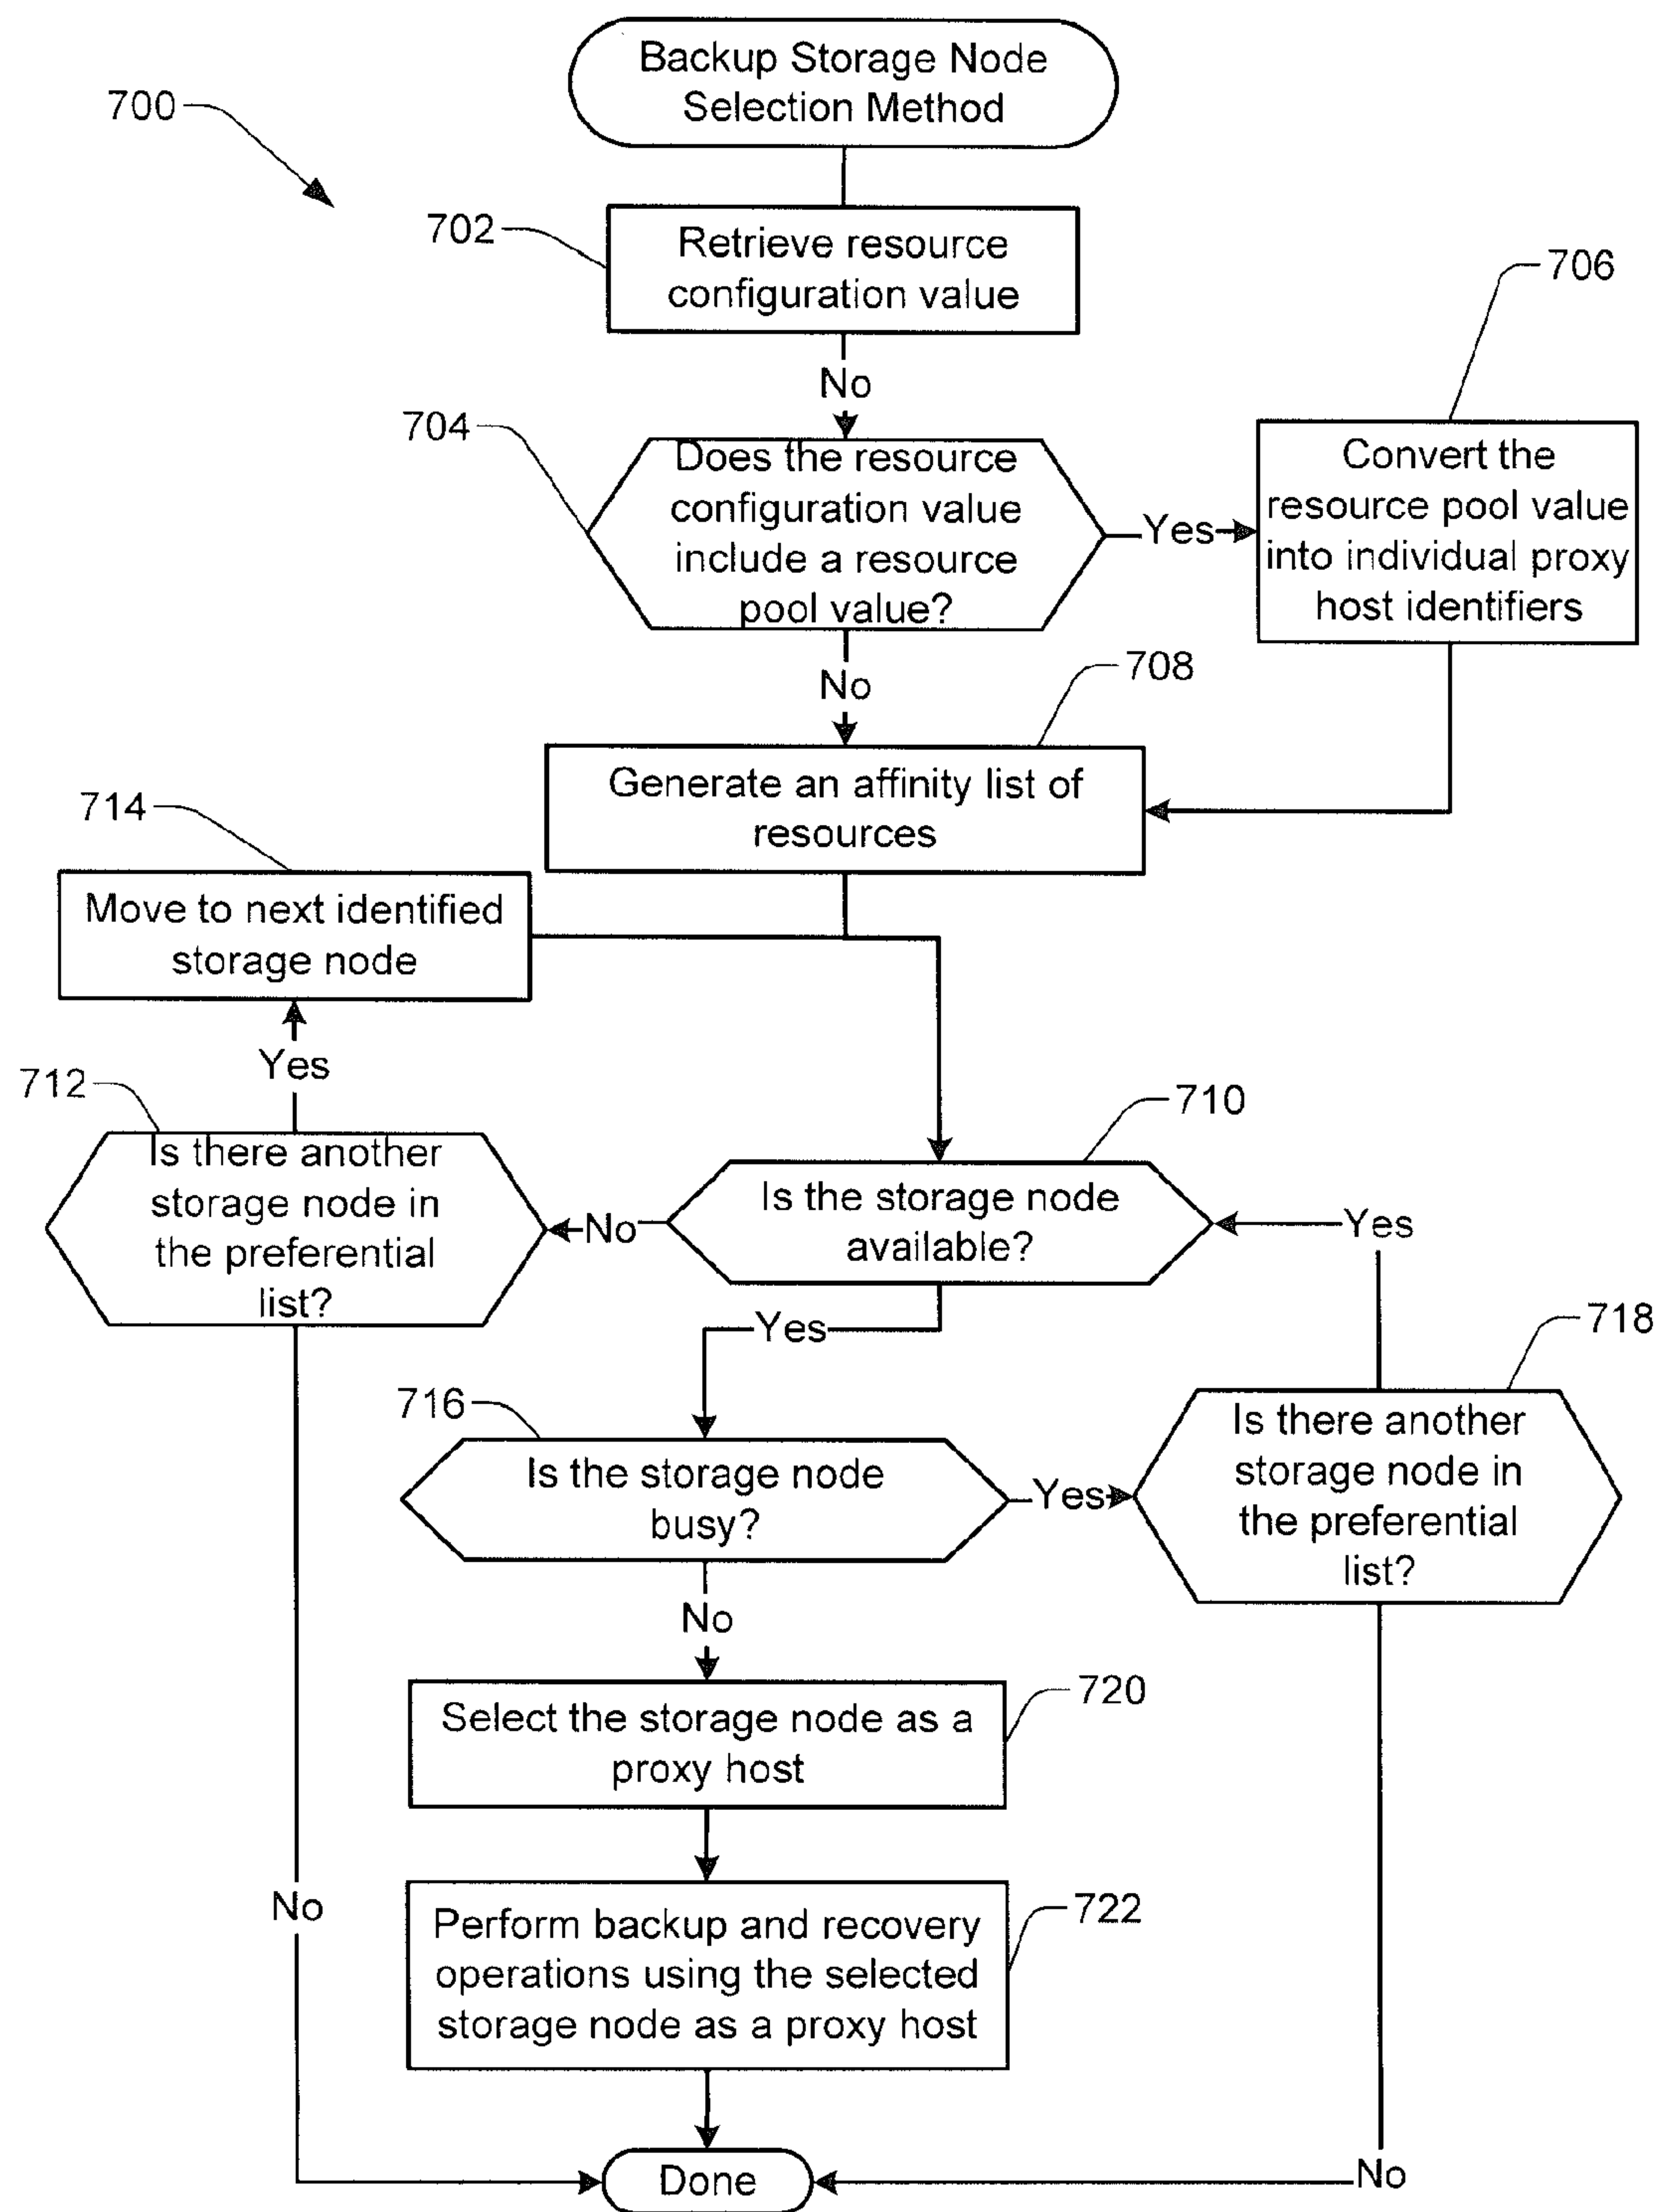 Backup Storage Node
Selection Method
700
702
Retrieve resource
configuration value
706
No
704
Does the resource
configuration value
include a resource
pool value?
Yes
Convert the
resource pool value
into individual proxy
host identifiers
No
708
Generate an affinity list of
resources
714
Move to next identified
storage node
Yes
712
Is there another
storage node in
the preferential
list?
No
710
Is the storage node
available?
Yes
Yes
718
716
Is the storage node
busy?
Yes
Is there another
storage node in
the preferential
list?
No
720
Select the storage node as a
proxy host
No
722
Perform backup and recovery
operations using the selected
storage node as a proxy host
Done
No